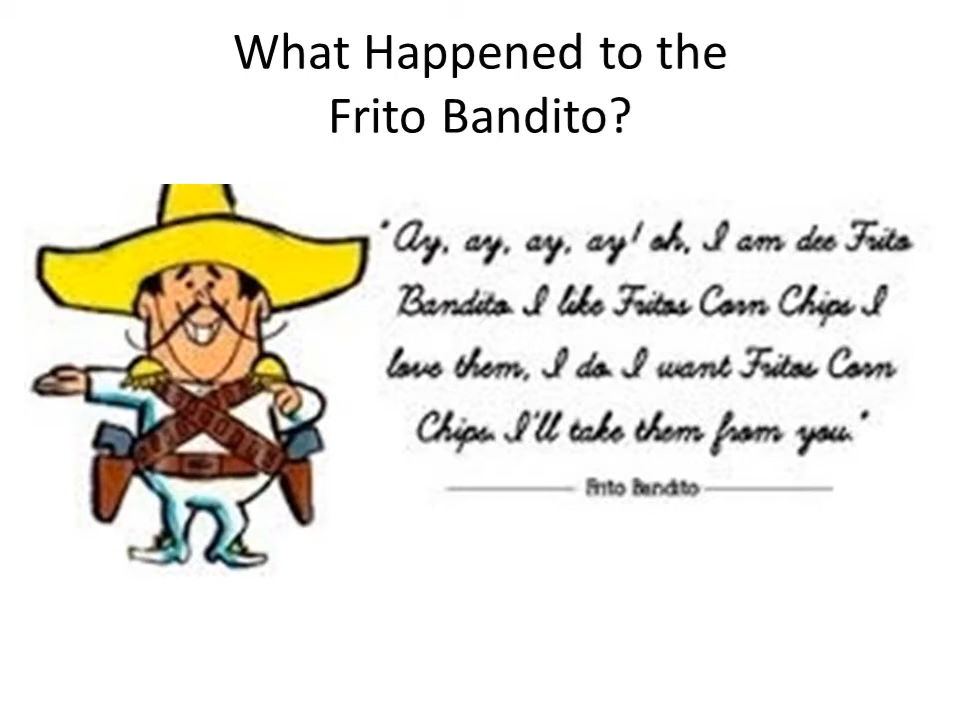 What Happened to the
Frito Bandito?
"Ay, ay, ay, ay! oh, I am dee Frito
Bandito. I like Fritos Corn Chips I
love them, I do. I want Fritos Corn
Chips. I'll take them from you."
Frito Bandito